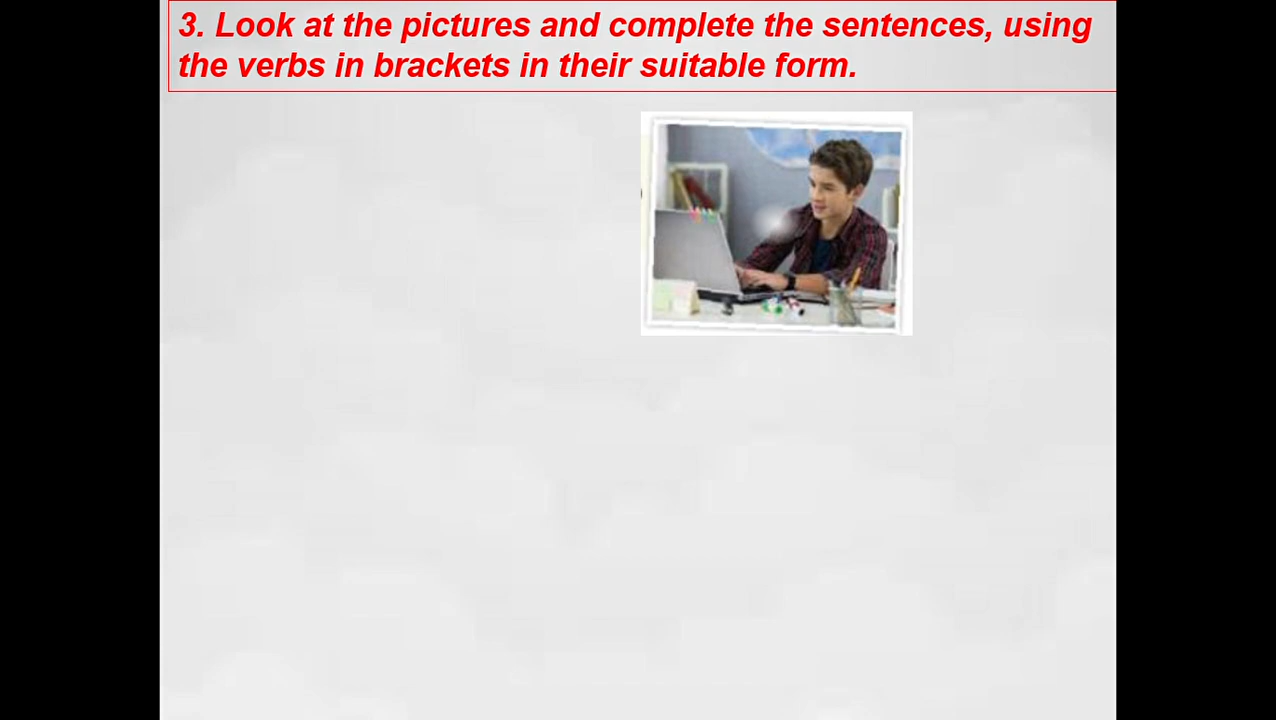 3. Look at the pictures and complete the sentences, using
the verbs in brackets in their suitable form.